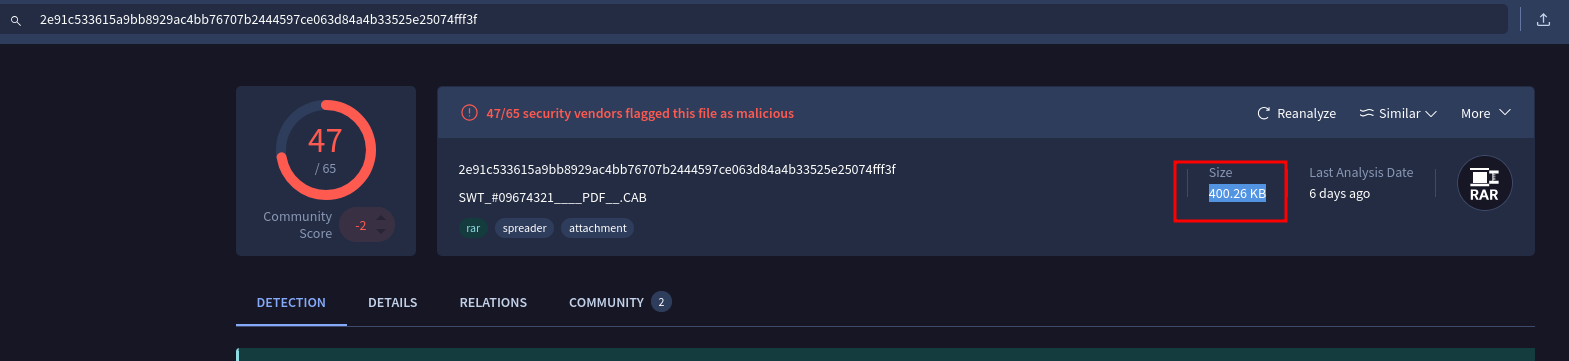 2e91c533615a9bb8929ac4bb76707b2444597ce063d84a4b33525e25074fff3f
47
/ 65
Community
Score
-2
47/65 security vendors flagged this file as malicious
Reanalyze
Similar
More
2e91c533615a9bb8929ac4bb76707b2444597ce063d84a4b33525e25074fff3f
SWT_#09674321____PDF__.CAB
rar
spreader
attachment
Size
400.26 KB
Last Analysis Date
6 days ago
RAR
DETECTION
DETAILS
RELATIONS
COMMUNITY
2